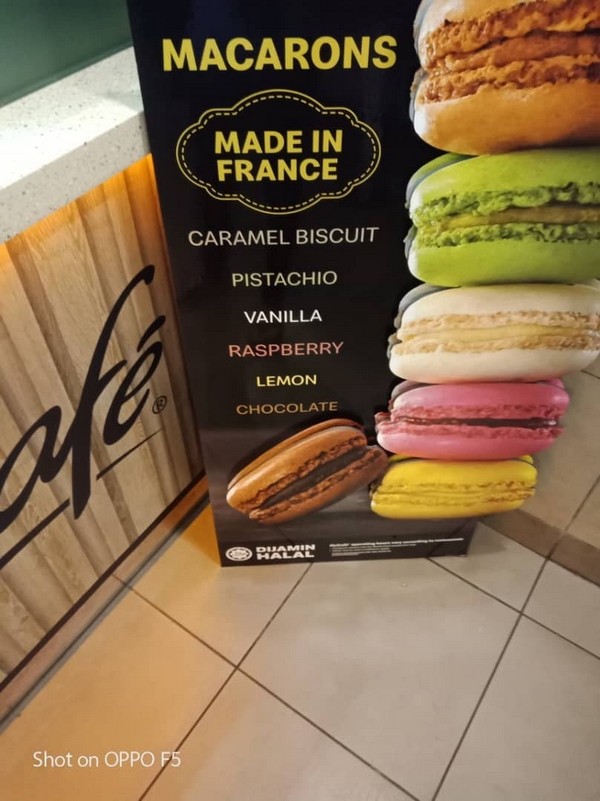 MACARONS
MADE IN
FRANCE
CARAMEL BISCUIT
PISTACHIO
VANILLA
RASPBERRY
LEMON
CHOCOLATE
afé®
DIJAMIN
HALAL
Shot on OPPO F5